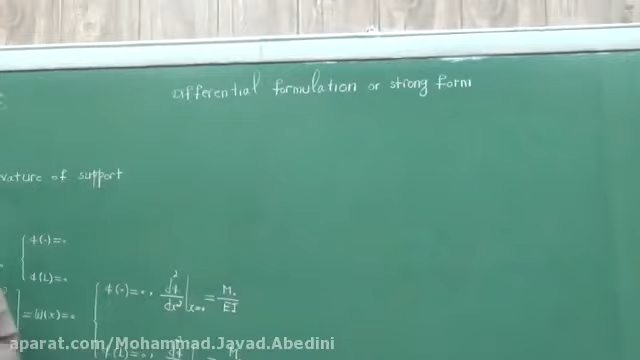 Differential formulation or strong form
nature of support
φ(0)=0
φ(L)=0
φ(0)=0, d²φ/dx²|x=0 = M₀/EI
=W(x)=0
φ(L)=0
aparat.com/Mohammad.Javad.Abedini